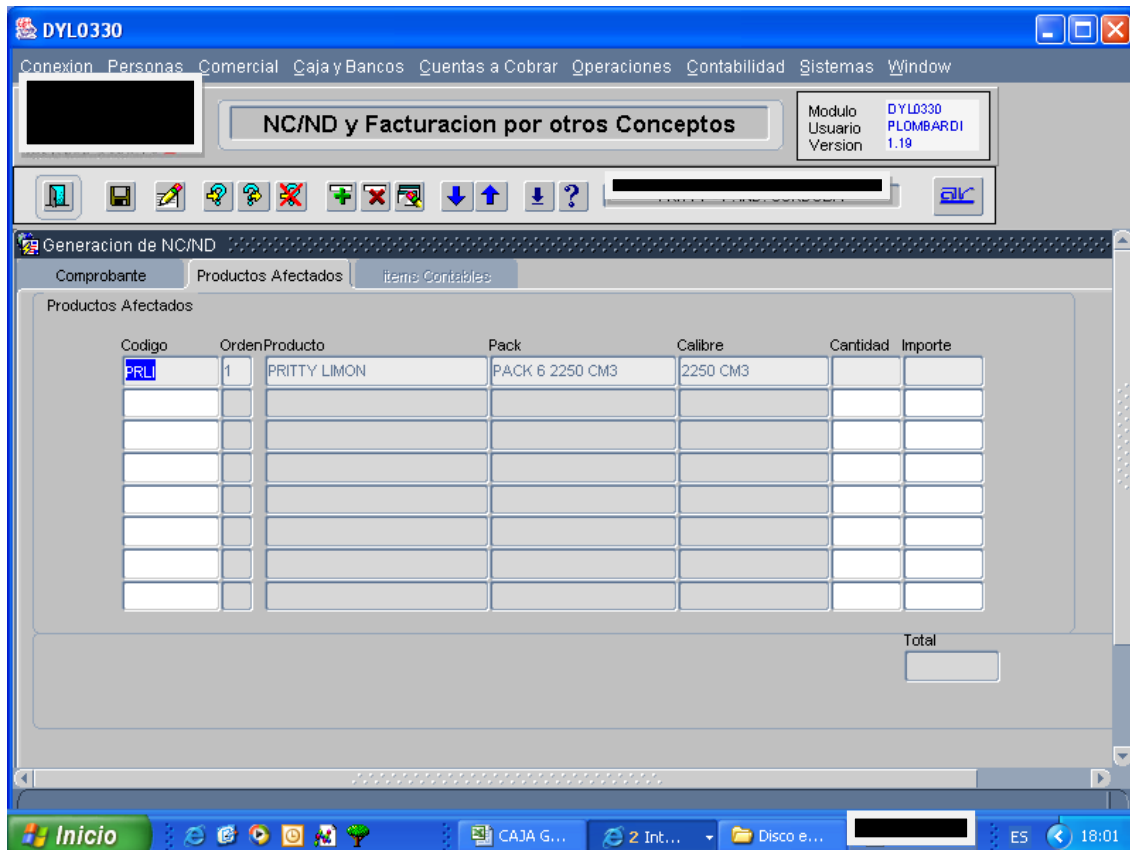 DYL0330
Conexion Personas Comercial Caja y Bancos Cuentas a Cobrar Operaciones Contabilidad Sistemas Window
NC/ND y Facturacion por otros Conceptos
Modulo DYL0330
Usuario PLOMBARDI
Version 1.19
Generacion de NC/ND
Comprobante Productos Afectados Items Contables
Productos Afectados
Codigo Orden Producto Pack Calibre Cantidad Importe
PRLI 1 PRITTY LIMON PACK 6 2250 CM3 2250 CM3
Total
Inicio CAJA G... 2 Int... Disco e... ES 18:01